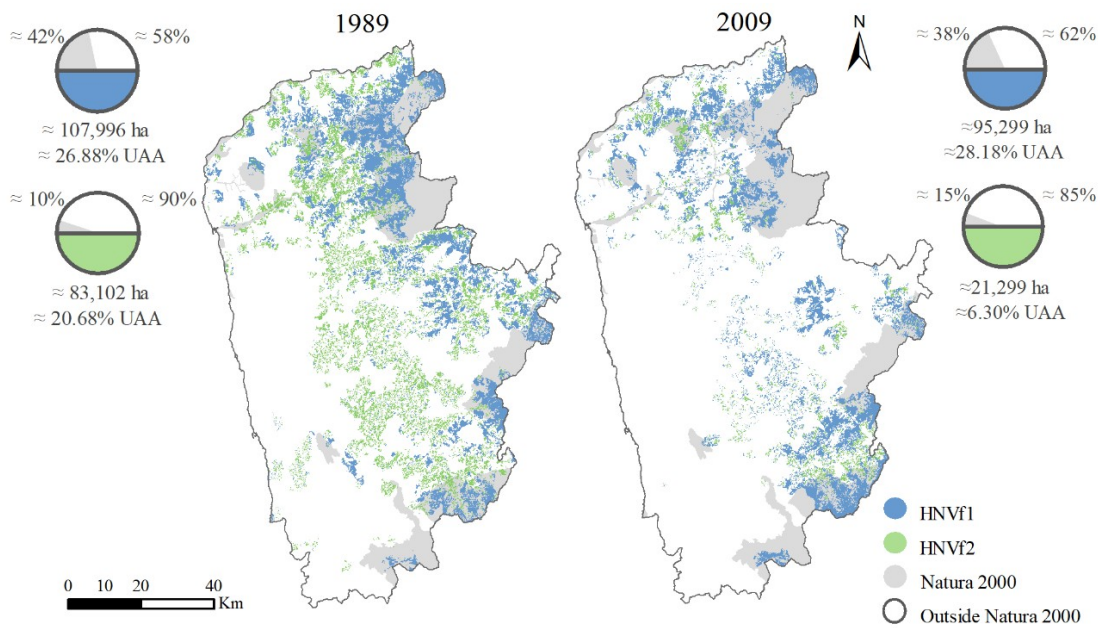 1989
≈ 42%
≈ 58%
≈ 107,996 ha
≈ 26.88% UAA
≈ 10%
≈ 90%
≈ 83,102 ha
≈ 20.68% UAA
2009
N
≈ 38%
≈ 62%
≈95,299 ha
≈28.18% UAA
≈ 15%
≈ 85%
≈21,299 ha
≈6.30% UAA
HNVf1
HNVf2
Natura 2000
Outside Natura 2000
0 10 20 40
Km